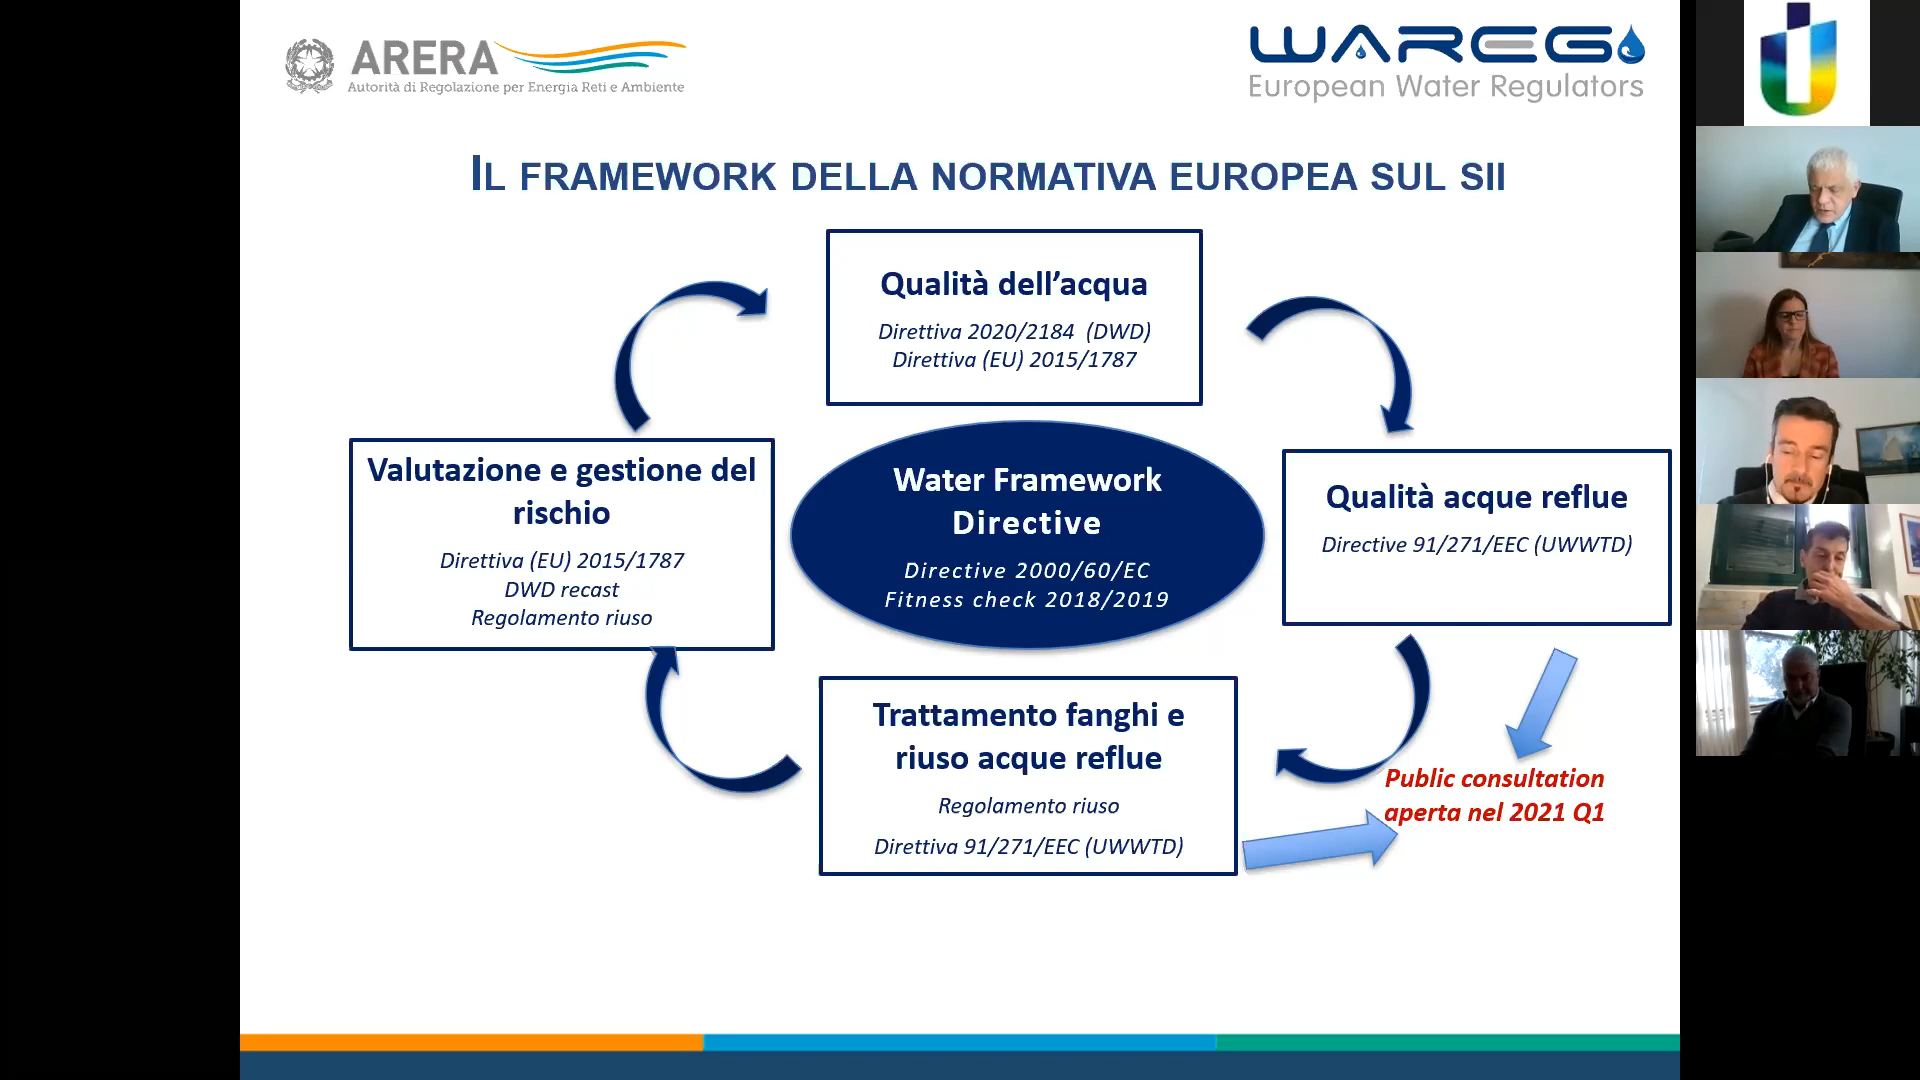 ARERA
Autorità di Regolazione per Energia Reti e Ambiente
WAREG
European Water Regulators
IL FRAMEWORK DELLA NORMATIVA EUROPEA SUL SII
Qualità dell’acqua
Direttiva 2020/2184 (DWD)
Direttiva (EU) 2015/1787
Valutazione e gestione del
rischio
Direttiva (EU) 2015/1787
DWD recast
Regolamento riuso
Water Framework
Directive
Directive 2000/60/EC
Fitness check 2018/2019
Qualità acque reflue
Directive 91/271/EEC (UWWTD)
Trattamento fanghi e
riuso acque reflue
Regolamento riuso
Direttiva 91/271/EEC (UWWTD)
Public consultation
aperta nel 2021 Q1